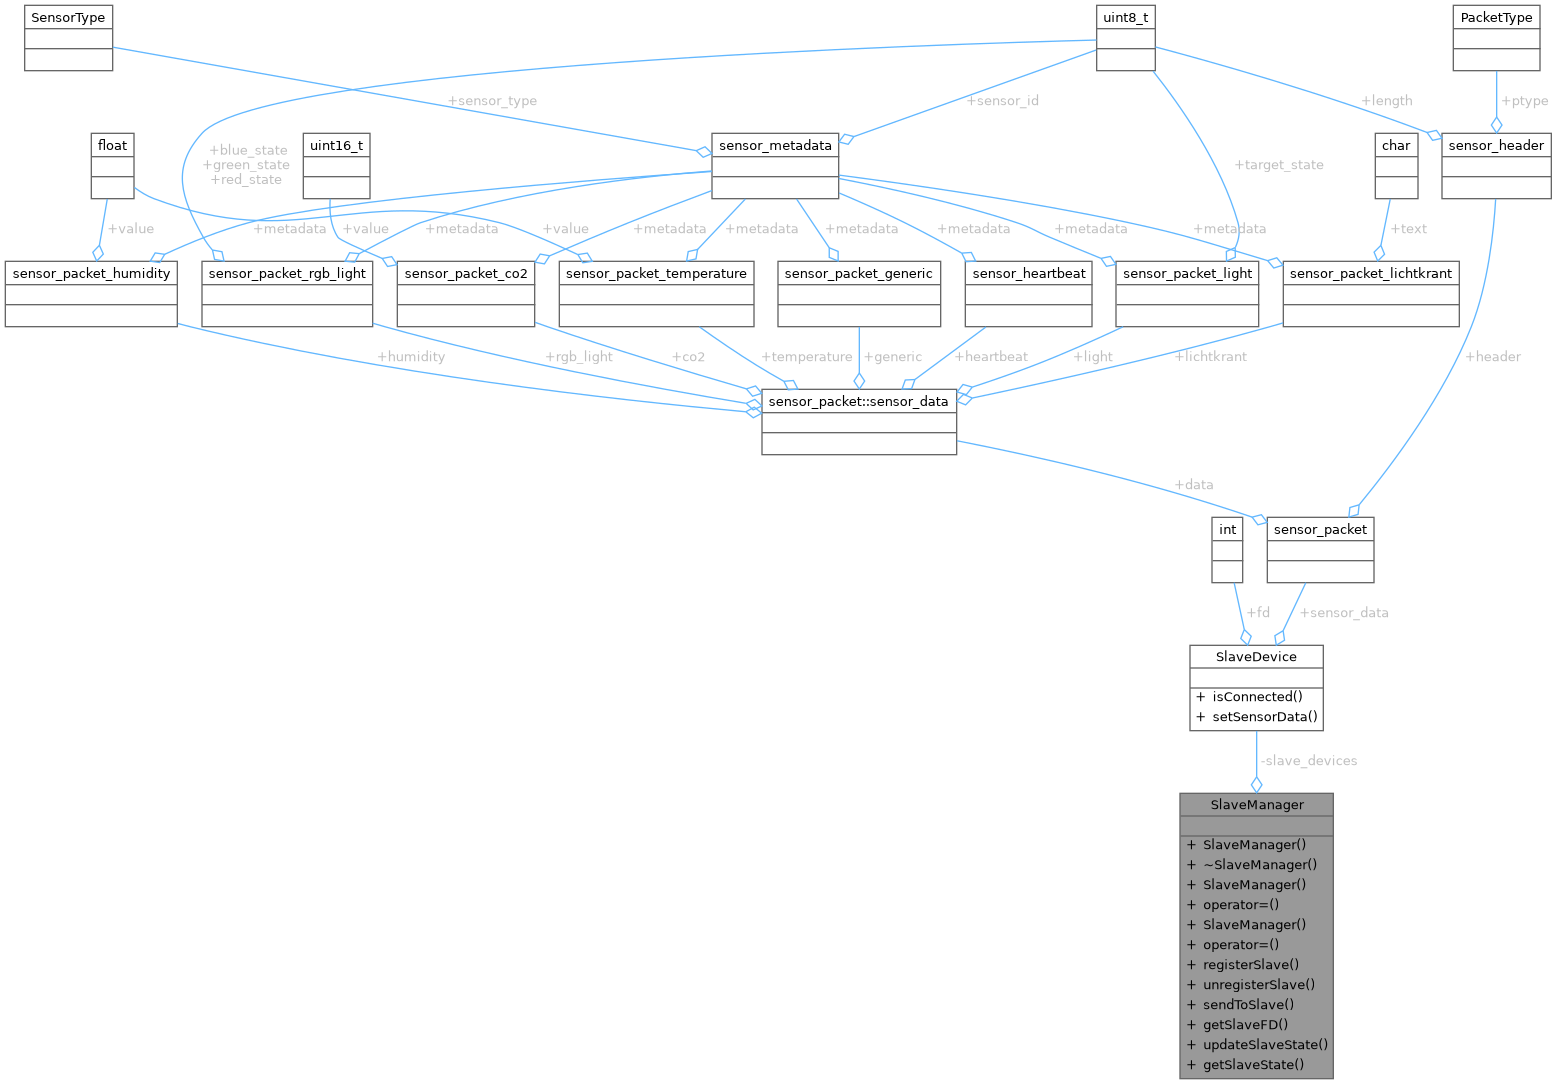 SensorType
uint8_t
PacketType
+sensor_type
+sensor_id
+length
+ptype
float
uint16_t
sensor_metadata
char
sensor_header
+blue_state
+green_state
+red_state
+target_state
+value
+metadata
+value
+metadata
+value
+metadata
+metadata
+metadata
+metadata
+metadata
+metadata
+text
sensor_packet_humidity
sensor_packet_rgb_light
sensor_packet_co2
sensor_packet_temperature
sensor_packet_generic
sensor_heartbeat
sensor_packet_light
sensor_packet_lichtkrant
+humidity
+rgb_light
+co2
+temperature
+generic
+heartbeat
+light
+lichtkrant
+header
sensor_packet::sensor_data
+data
int
sensor_packet
+fd
+sensor_data
SlaveDevice
+ isConnected()
+ setSensorData()
-slave_devices
SlaveManager
+ SlaveManager()
+ ~SlaveManager()
+ SlaveManager()
+ operator=()
+ SlaveManager()
+ operator=()
+ registerSlave()
+ unregisterSlave()
+ sendToSlave()
+ getSlaveFD()
+ updateSlaveState()
+ getSlaveState()